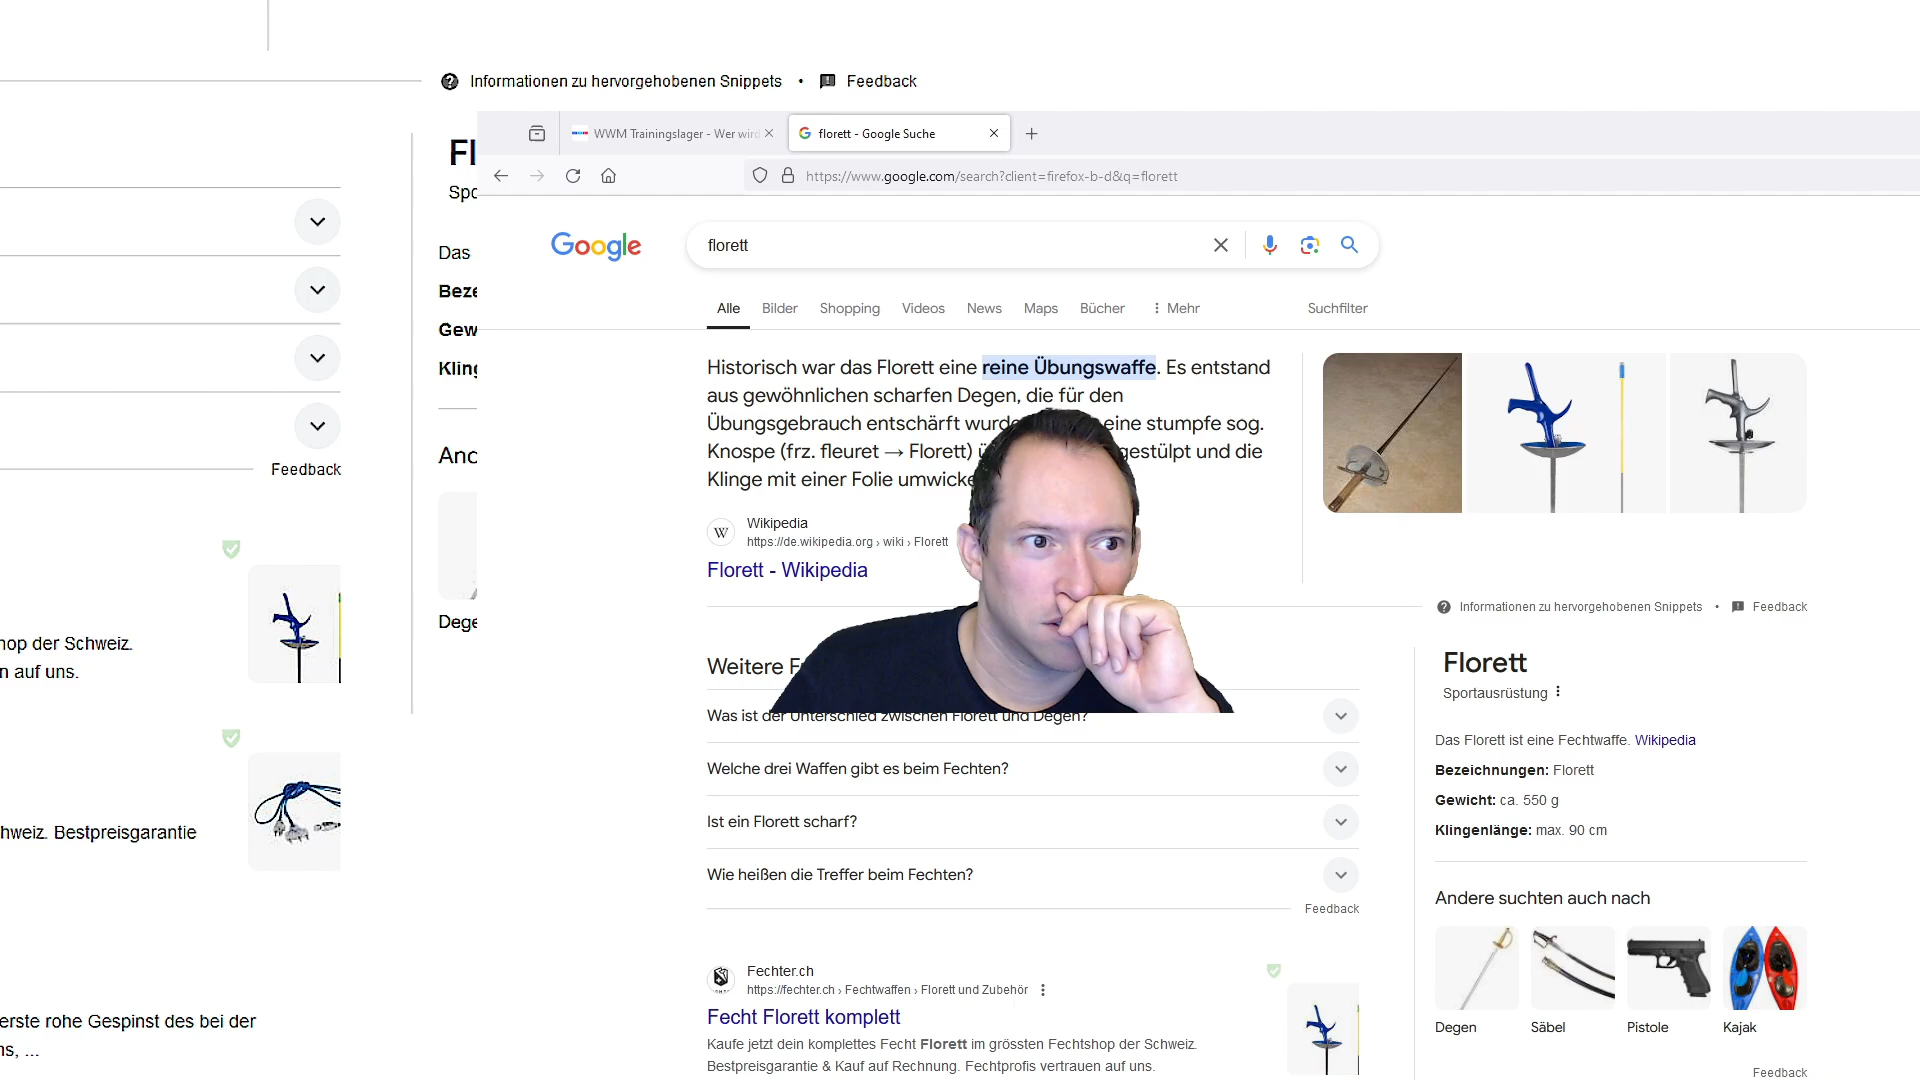 Informationen zu hervorgehobenen Snippets • Feedback
Fl
Spo
Das
Beze
Gew
Kling
Feedback
And
Dege
hop der Schweiz.
n auf uns.
hweiz. Bestpreisgarantie
erste rohe Gespinst des bei der
ns, ...
WWM Trainingslager - Wer wird
florett - Google Suche
https://www.google.com/search?client=firefox-b-d&q=florett
Google
florett
Alle Bilder Shopping Videos News Maps Bücher Mehr Suchfilter
Historisch war das Florett eine reine Übungswaffe. Es entstand
aus gewöhnlichen scharfen Degen, die für den
Übungsgebrauch entschärft wurde eine stumpfe sog.
Knospe (frz. fleuret → Florett) gestülpt und die
Klinge mit einer Folie umwicke
W
Wikipedia
https://de.wikipedia.org › wiki › Florett
Florett - Wikipedia
Informationen zu hervorgehobenen Snippets • Feedback
Weitere F
Was ist der Unterschied zwischen Florett und Degen?
Welche drei Waffen gibt es beim Fechten?
Ist ein Florett scharf?
Wie heißen die Treffer beim Fechten?
Feedback
Fechter.ch
https://fechter.ch › Fechtwaffen › Florett und Zubehör
Fecht Florett komplett
Kaufe jetzt dein komplettes Fecht Florett im grössten Fechtshop der Schweiz.
Bestpreisgarantie & Kauf auf Rechnung. Fechtprofis vertrauen auf uns.
Florett
Sportausrüstung
Das Florett ist eine Fechtwaffe. Wikipedia
Bezeichnungen: Florett
Gewicht: ca. 550 g
Klingenlänge: max. 90 cm
Andere suchten auch nach
Degen Säbel Pistole Kajak
Feedback